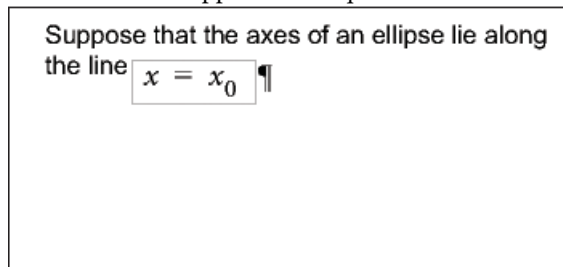 Suppose that the axes of an ellipse lie along
the line x = x₀ ¶